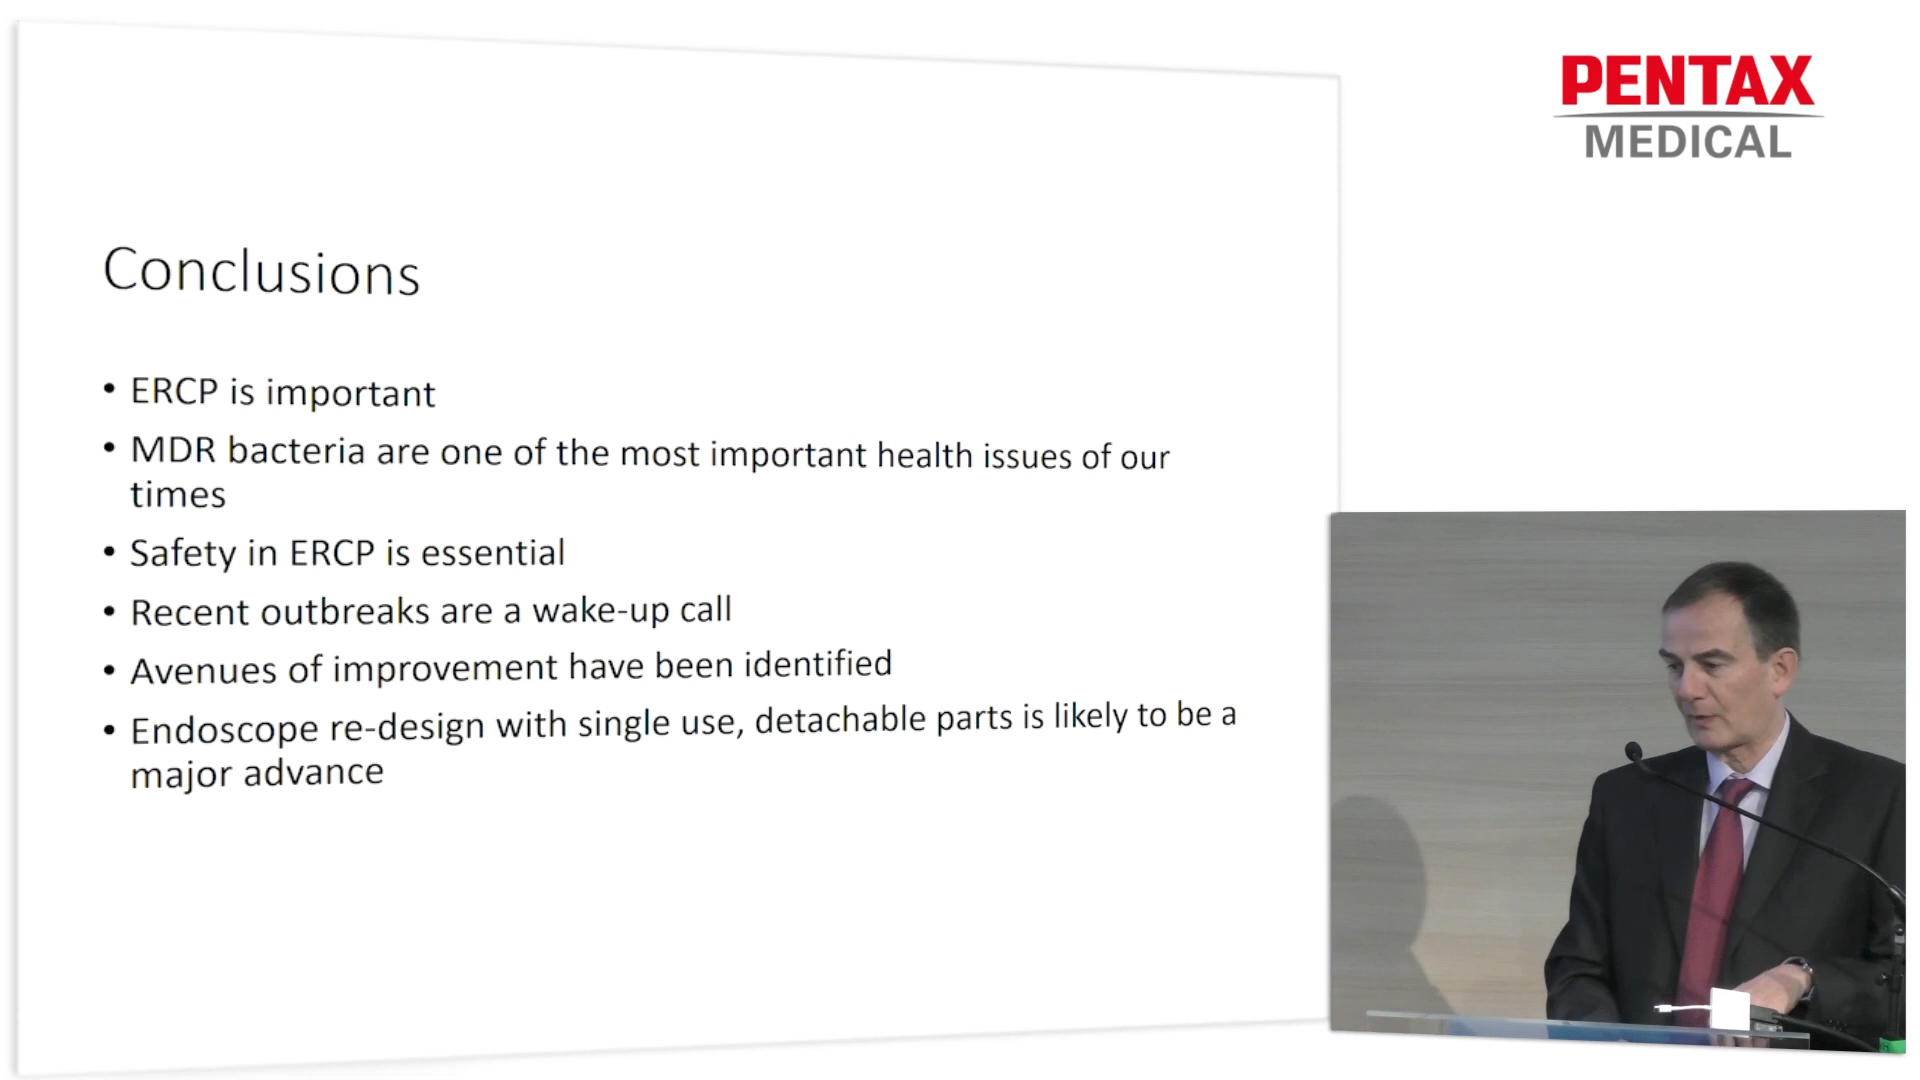 PENTAX
MEDICAL
Conclusions
• ERCP is important
• MDR bacteria are one of the most important health issues of our
times
• Safety in ERCP is essential
• Recent outbreaks are a wake-up call
• Avenues of improvement have been identified
• Endoscope re-design with single use, detachable parts is likely to be a
major advance